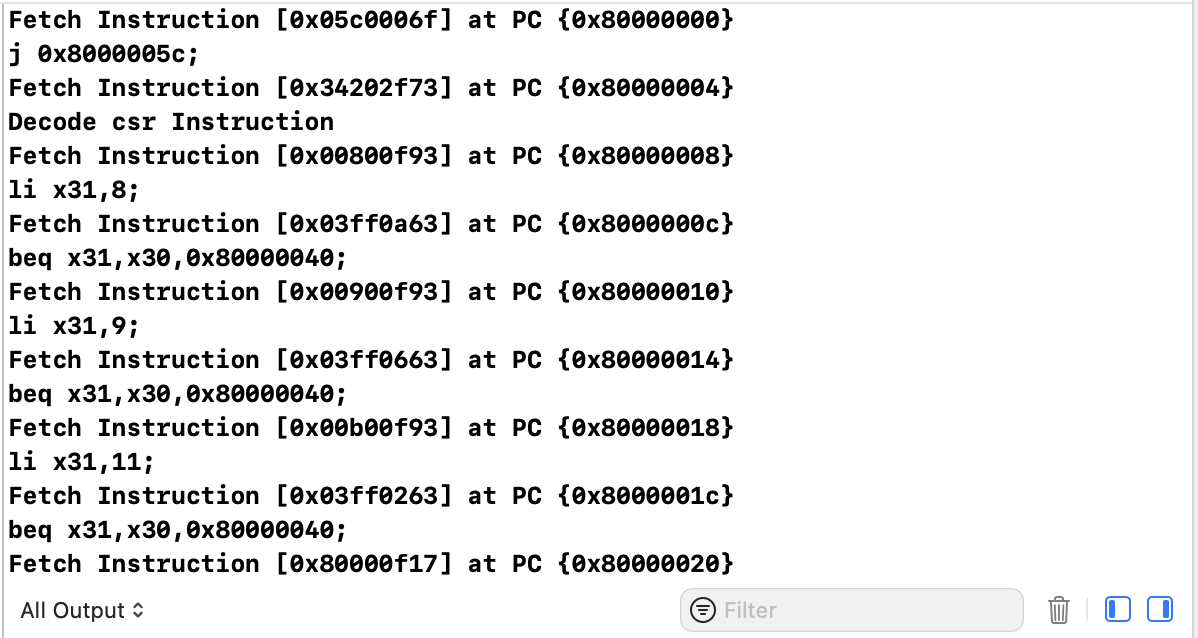 Fetch Instruction [0x05c0006f] at PC {0x80000000}
j 0x8000005c;
Fetch Instruction [0x34202f73] at PC {0x80000004}
Decode csr Instruction
Fetch Instruction [0x00800f93] at PC {0x80000008}
li x31,8;
Fetch Instruction [0x03ff0a63] at PC {0x8000000c}
beq x31,x30,0x80000040;
Fetch Instruction [0x00900f93] at PC {0x80000010}
li x31,9;
Fetch Instruction [0x03ff0663] at PC {0x80000014}
beq x31,x30,0x80000040;
Fetch Instruction [0x00b00f93] at PC {0x80000018}
li x31,11;
Fetch Instruction [0x03ff0263] at PC {0x8000001c}
beq x31,x30,0x80000040;
Fetch Instruction [0x80000f17] at PC {0x80000020}
All Output Filter